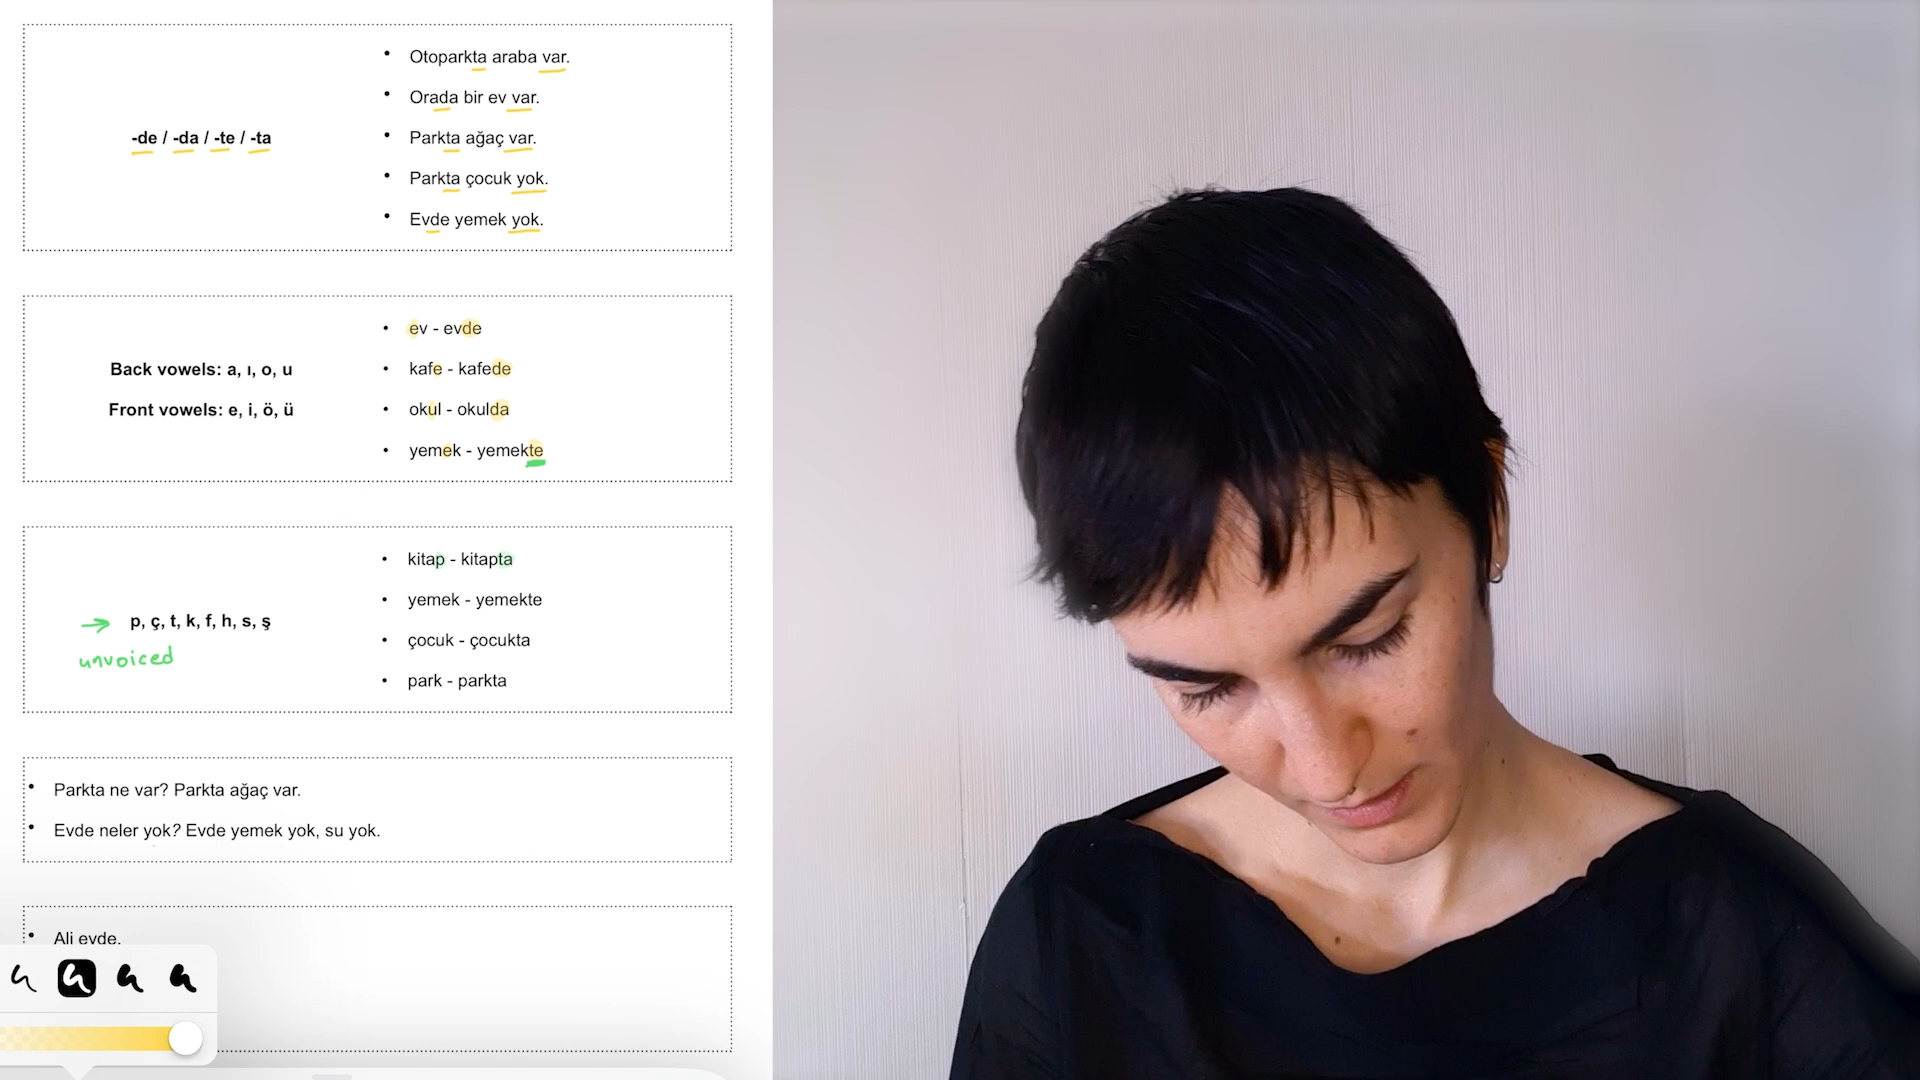 -de / -da / -te / -ta
• Otoparkta araba var.
• Orada bir ev var.
• Parkta ağaç var.
• Parkta çocuk yok.
• Evde yemek yok.
Back vowels: a, ı, o, u
Front vowels: e, i, ö, ü
• ev - evde
• kafe - kafede
• okul - okulda
• yemek - yemekte
→ p, ç, t, k, f, h, s, ş
unvoiced
• kitap - kitapta
• yemek - yemekte
• çocuk - çocukta
• park - parkta
• Parkta ne var? Parkta ağaç var.
• Evde neler yok? Evde yemek yok, su yok.
• Ali evde.
a a a a